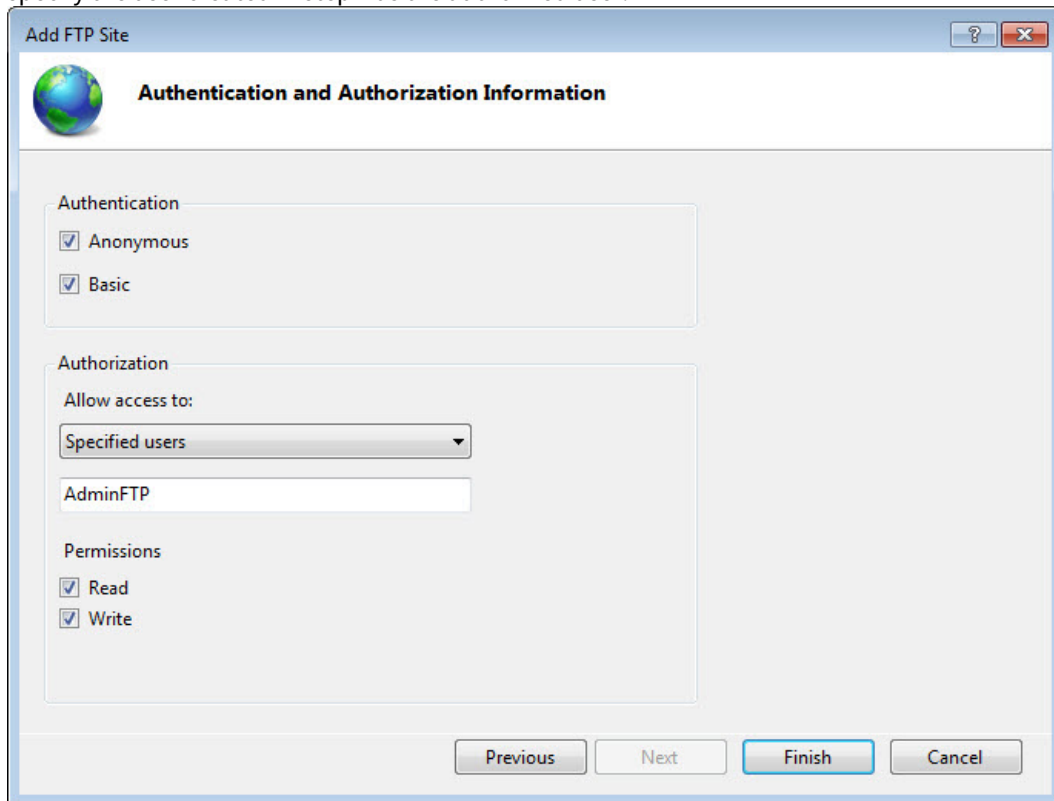 Add FTP Site
Authentication and Authorization Information
Authentication
Anonymous
Basic
Authorization
Allow access to:
Specified users
AdminFTP
Permissions
Read
Write
Previous Next Finish Cancel